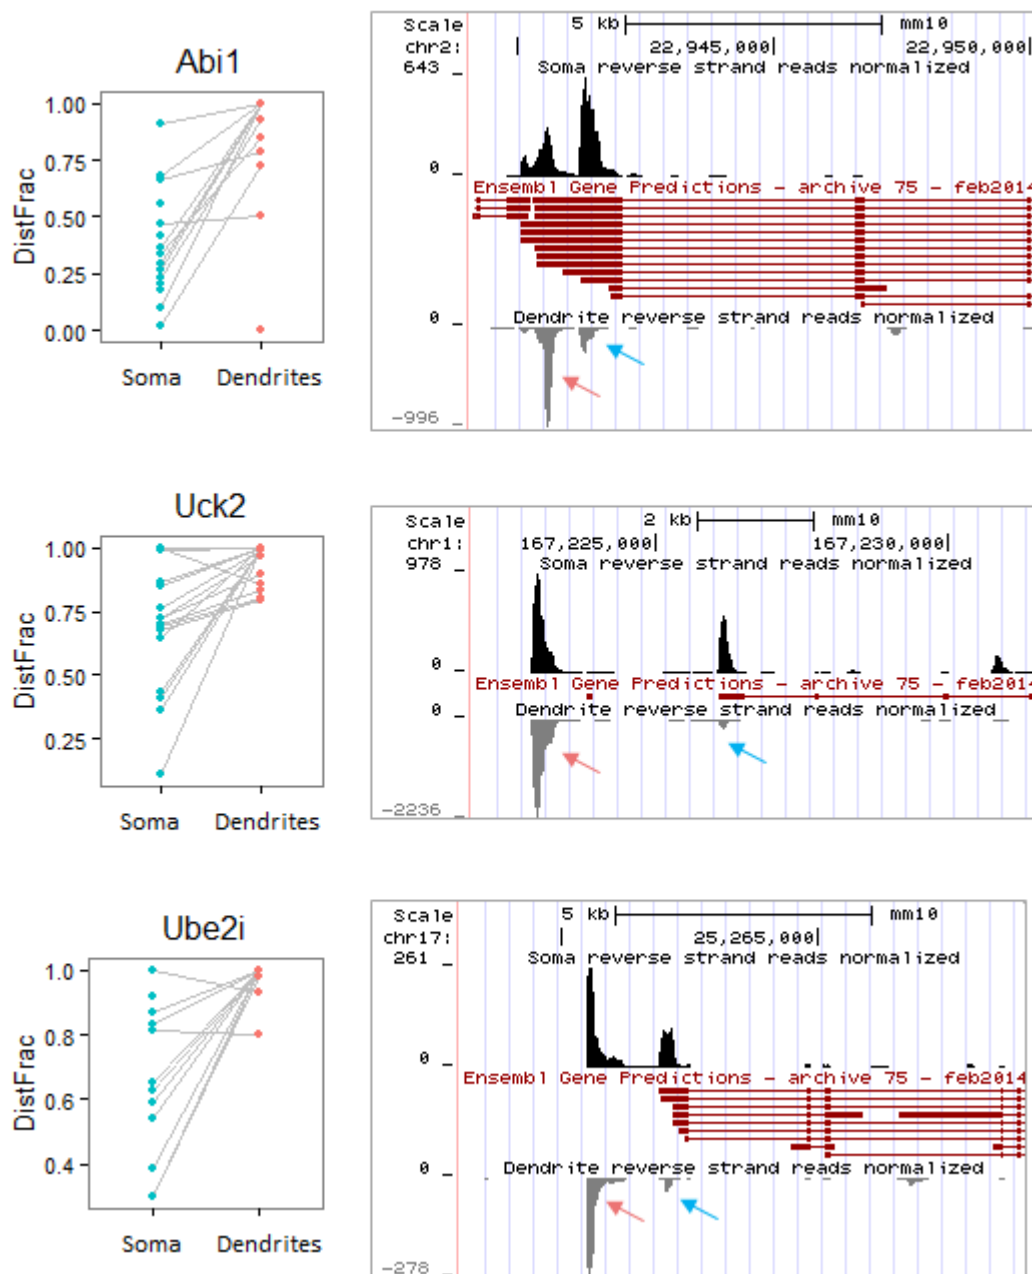 Abi1
1.00
0.75
0.50
0.25
0.00
DistFrac
Soma Dendrites
Scale 5 kb mm10
chr2: 22,945,000 22,950,000
643 Soma reverse strand reads normalized
0
Ensembl Gene Predictions - archive 75 - feb2014
0 Dendrite reverse strand reads normalized
-996
Uck2
1.00
0.75
0.50
0.25
DistFrac
Soma Dendrites
Scale 2 kb mm10
chr1: 167,225,000 167,230,000
978 Soma reverse strand reads normalized
0
Ensembl Gene Predictions - archive 75 - feb2014
0 Dendrite reverse strand reads normalized
-2236
Ube2i
1.0
0.8
0.6
0.4
DistFrac
Soma Dendrites
Scale 5 kb mm10
chr17: 25,265,000
261 Soma reverse strand reads normalized
0
Ensembl Gene Predictions - archive 75 - feb2014
0 Dendrite reverse strand reads normalized
-278